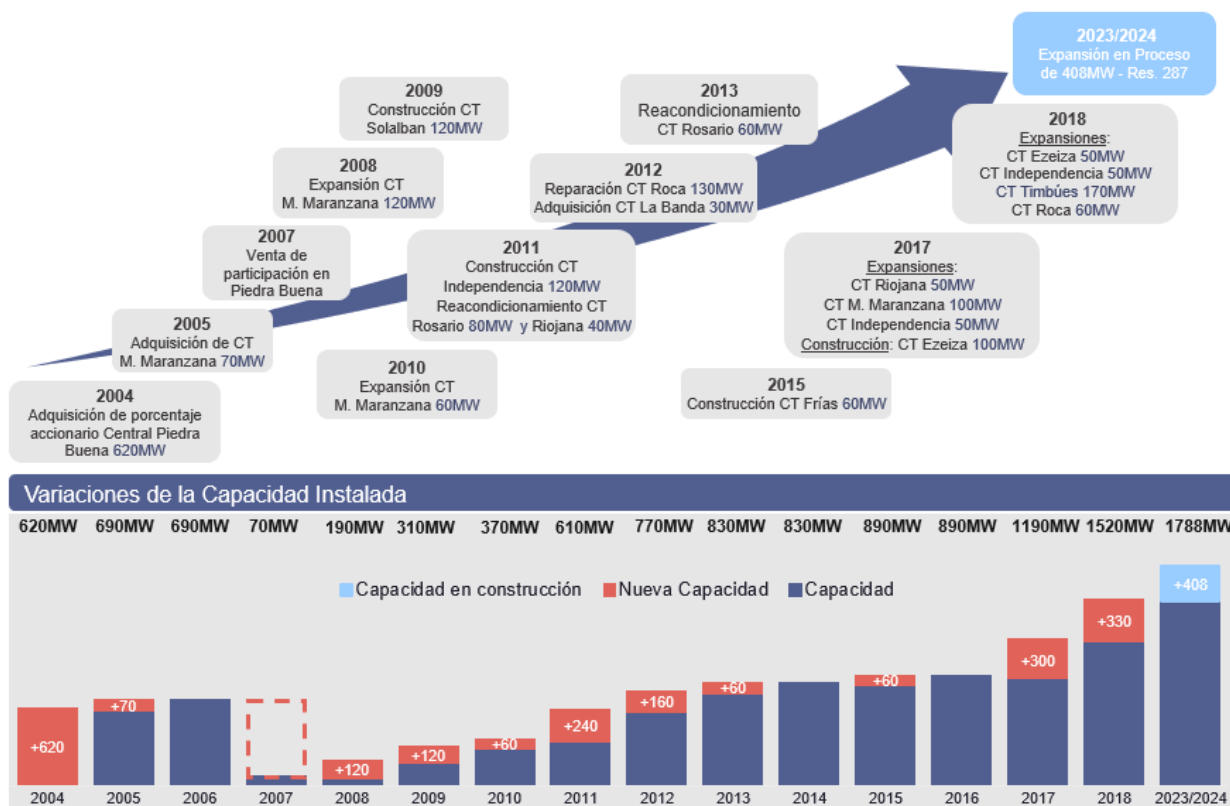 2023/2024
Expansión en Proceso
de 408MW - Res. 287
2009
Construcción CT
Solalban 120MW
2013
Reacondicionamiento
CT Rosario 60MW
2018
Expansiones:
CT Ezeiza 50MW
CT Independencia 50MW
CT Timbúes 170MW
CT Roca 60MW
2008
Expansión CT
M. Maranzana 120MW
2012
Reparación CT Roca 130MW
Adquisición CT La Banda 30MW
2007
Venta de
participación en
Piedra Buena
2011
Construcción CT
Independencia 120MW
Reacondicionamiento CT
Rosario 80MW y Riojana 40MW
2017
Expansiones:
CT Riojana 50MW
CT M. Maranzana 100MW
CT Independencia 50MW
Construcción: CT Ezeiza 100MW
2005
Adquisición de CT
M. Maranzana 70MW
2010
Expansión CT
M. Maranzana 60MW
2015
Construcción CT Frías 60MW
2004
Adquisición de porcentaje
accionario Central Piedra
Buena 620MW
Variaciones de la Capacidad Instalada
620MW 690MW 690MW 70MW 190MW 310MW 370MW 610MW 770MW 830MW 830MW 890MW 890MW 1190MW 1520MW 1788MW
Capacidad en construcción Nueva Capacidad Capacidad
+620 +70 +120 +120 +60 +240 +160 +60 +60 +300 +330 +408
2004 2005 2006 2007 2008 2009 2010 2011 2012 2013 2014 2015 2016 2017 2018 2023/2024